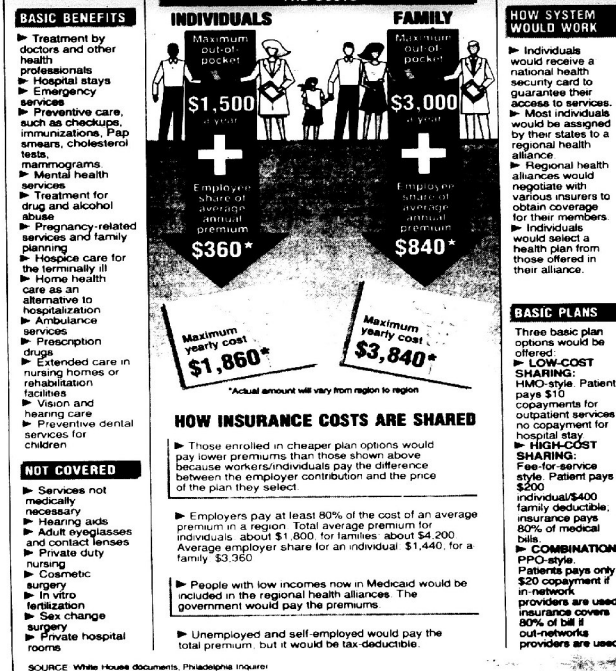 BASIC BENEFITS
► Treatment by
doctors and other
health
professionals
► Hospital stays
► Emergency
services
► Preventive care,
such as checkups,
immunizations, Pap
smears, cholesterol
tests,
mammograms.
► Mental health
services
► Treatment for
drug and alcohol
abuse
► Pregnancy-related
services and family
planning
► Hospice care for
the terminally ill
► Home health
care as an
alternative to
hospitalization
► Ambulance
services
► Prescription
drugs
► Extended care in
nursing homes or
rehabilitation
facilities
► Vision and
hearing care
► Preventive dental
services for
children
NOT COVERED
► Services not
medically
necessary
► Hearing aids
► Adult eyeglasses
and contact lenses
► Private duty
nursing
► Cosmetic
surgery
► In vitro
fertilization
► Sex change
surgery
► Private hospital
rooms
INDIVIDUALS
Maximum
out-of-
pocket
$1,500
a year
+
Employee
share of
average
annual
premium
$360*
Maximum
yearly cost
$1,860*
FAMILY
Maximum
out-of-
pocket
$3,000
a year
+
Employee
share of
average
annual
premium
$840*
Maximum
yearly cost
$3,840*
*Actual amount will vary from region to region
HOW INSURANCE COSTS ARE SHARED
► Those enrolled in cheaper plan options would
pay lower premiums than those shown above
because workers/individuals pay the difference
between the employer contribution and the price
of the plan they select.
► Employers pay at least 80% of the cost of an average
premium in a region. Total average premium for
individuals: about $1,800, for families: about $4,200.
Average employer share for an individual: $1,440, for a
family: $3,360
► People with low incomes now in Medicaid would be
included in the regional health alliances. The
government would pay the premiums.
► Unemployed and self-employed would pay the
total premium, but it would be tax-deductible.
HOW SYSTEM
WOULD WORK
► Individuals
would receive a
national health
security card to
guarantee their
access to services.
► Most individuals
would be assigned
by their states to a
regional health
alliance.
► Regional health
alliances would
negotiate with
various insurers to
obtain coverage
for their members.
► Individuals
would select a
health plan from
those offered in
their alliance.
BASIC PLANS
Three basic plan
options would be
offered:
► LOW-COST
SHARING:
HMO-style. Patient
pays $10
copayments for
outpatient services
no copayment for
hospital stay
► HIGH-COST
SHARING:
Fee-for-service
style. Patient pays
$200
individual/$400
family deductible;
insurance pays
80% of medical
bills.
► COMBINATION
PPO-style.
Patients pays only
$20 copayment if
in-network
providers are used
insurance covers
80% of bill if
out-networks
providers are used
SOURCE White House documents, Philadelphia Inquirer